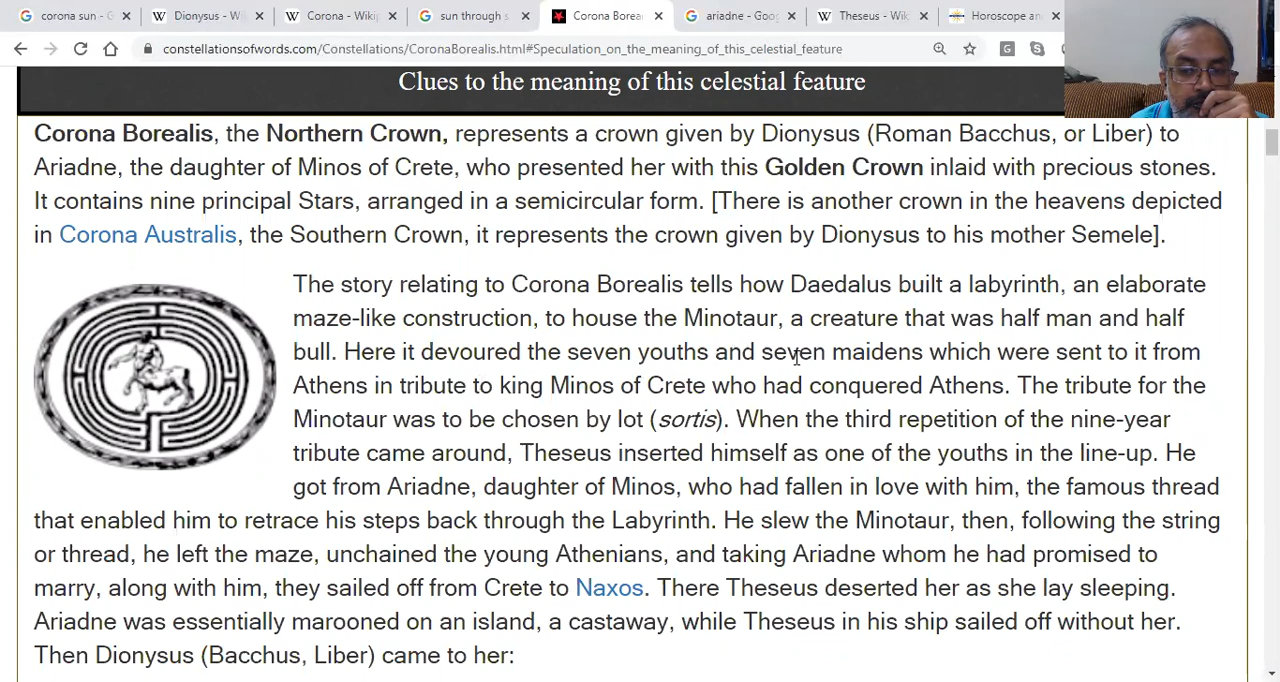 corona sun - G
Dionysus - Wi
Corona - Wikip
sun through s
Corona Borea
ariadne - Goog
Theseus - Wik
Horoscope an
constellationsofwords.com/Constellations/CoronaBorealis.html#Speculation_on_the_meaning_of_this_celestial_feature
Clues to the meaning of this celestial feature
Corona Borealis, the Northern Crown, represents a crown given by Dionysus (Roman Bacchus, or Liber) to
Ariadne, the daughter of Minos of Crete, who presented her with this Golden Crown inlaid with precious stones.
It contains nine principal Stars, arranged in a semicircular form. [There is another crown in the heavens depicted
in Corona Australis, the Southern Crown, it represents the crown given by Dionysus to his mother Semele].
The story relating to Corona Borealis tells how Daedalus built a labyrinth, an elaborate
maze-like construction, to house the Minotaur, a creature that was half man and half
bull. Here it devoured the seven youths and seven maidens which were sent to it from
Athens in tribute to king Minos of Crete who had conquered Athens. The tribute for the
Minotaur was to be chosen by lot (sortis). When the third repetition of the nine-year
tribute came around, Theseus inserted himself as one of the youths in the line-up. He
got from Ariadne, daughter of Minos, who had fallen in love with him, the famous thread
that enabled him to retrace his steps back through the Labyrinth. He slew the Minotaur, then, following the string
or thread, he left the maze, unchained the young Athenians, and taking Ariadne whom he had promised to
marry, along with him, they sailed off from Crete to Naxos. There Theseus deserted her as she lay sleeping.
Ariadne was essentially marooned on an island, a castaway, while Theseus in his ship sailed off without her.
Then Dionysus (Bacchus, Liber) came to her: